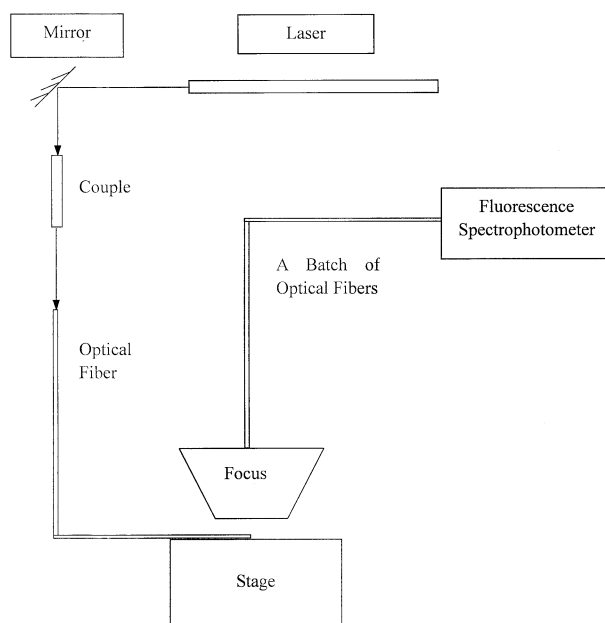 Mirror
Laser
Couple
Fluorescence
Spectrophotometer
A Batch of
Optical Fibers
Optical
Fiber
Focus
Stage